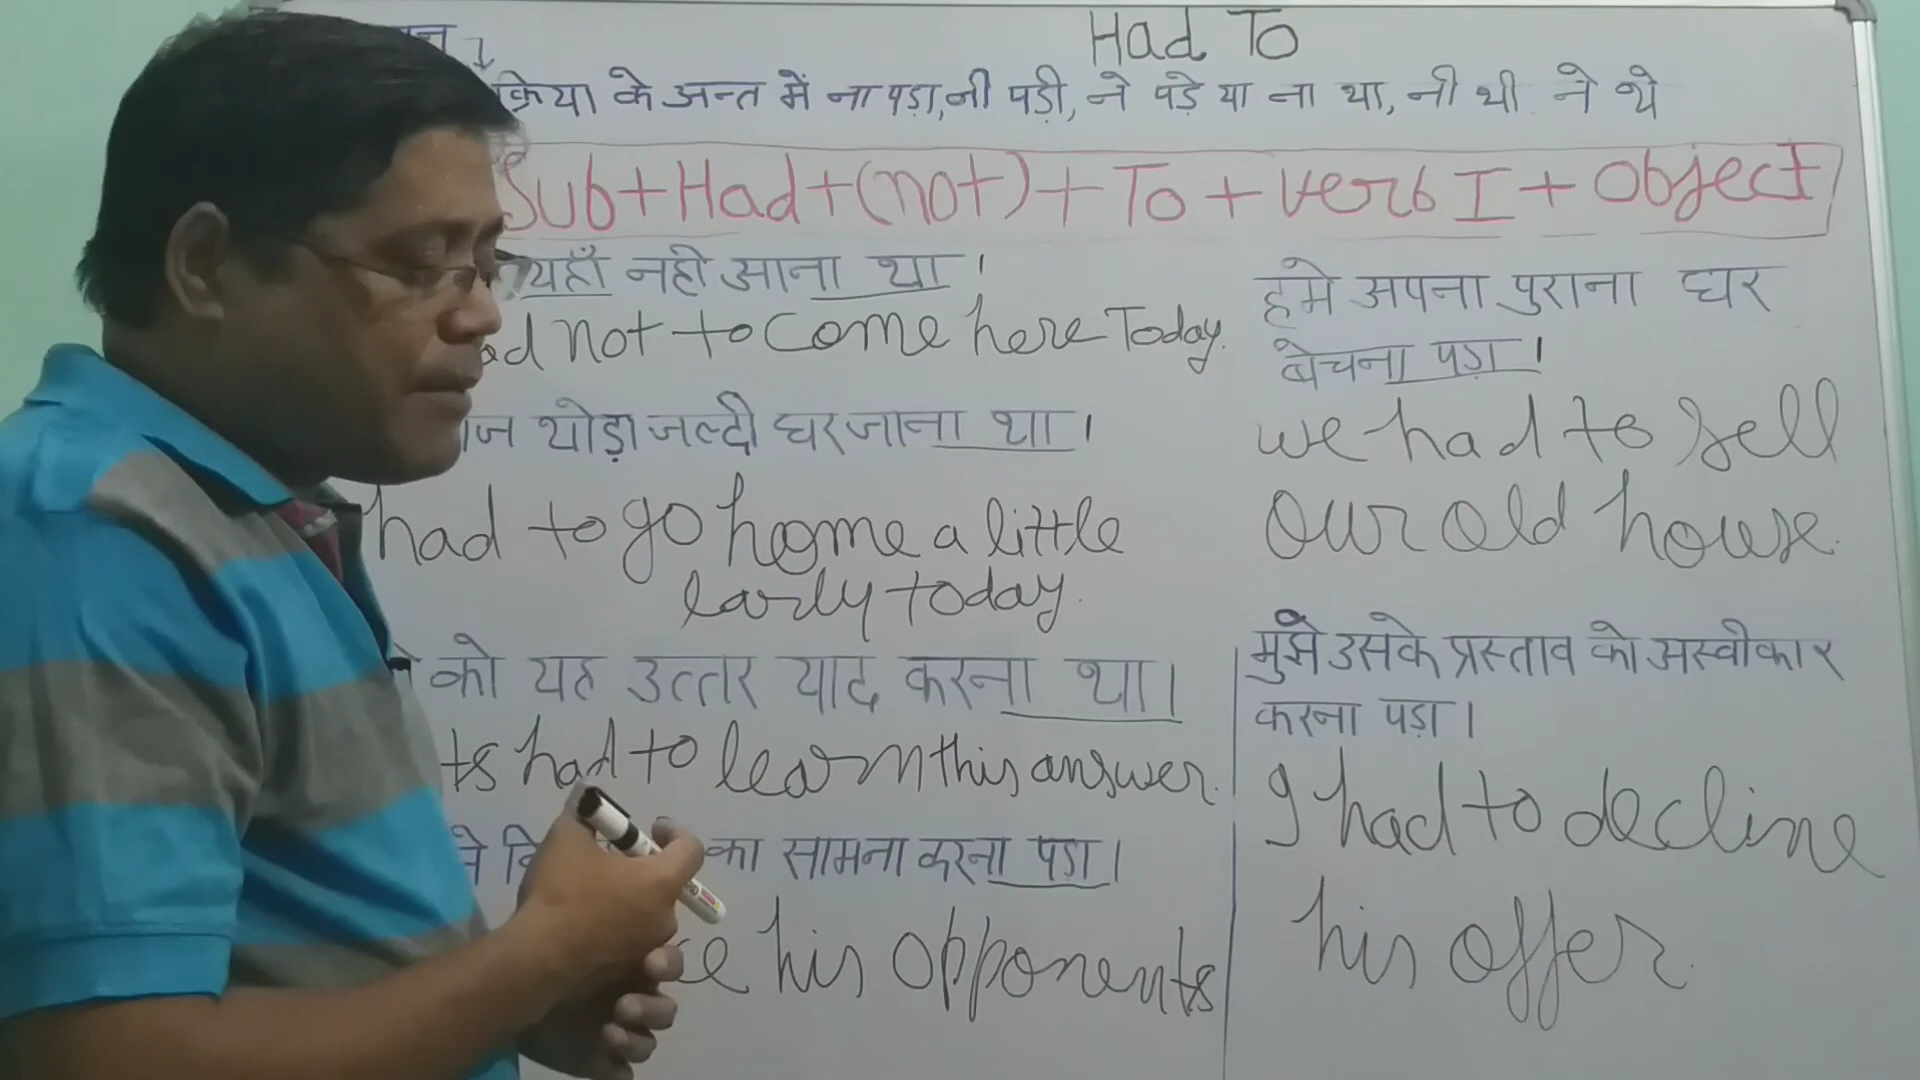 Had To
क्रिया के अन्त में ना पड़ा, नी पड़ी, ने पड़े या ना था, नी थी ने थे
Sub+Had+(not)+To+verb I+Object
यहाँ नही आना था।
not to come here Today.
थोड़ा जल्दी घर जाना था।
had to go home a little
early today.
को यह उत्तर याद करना था।
had to learn this answer.
का सामना करना पड़ा।
his opponents
हमे अपना पुराना घर
बेचना पड़ा।
we had to sell
our old house.
मुझे उसके प्रस्ताव को अस्वीकार
करना पड़ा।
I had to decline
his offer.